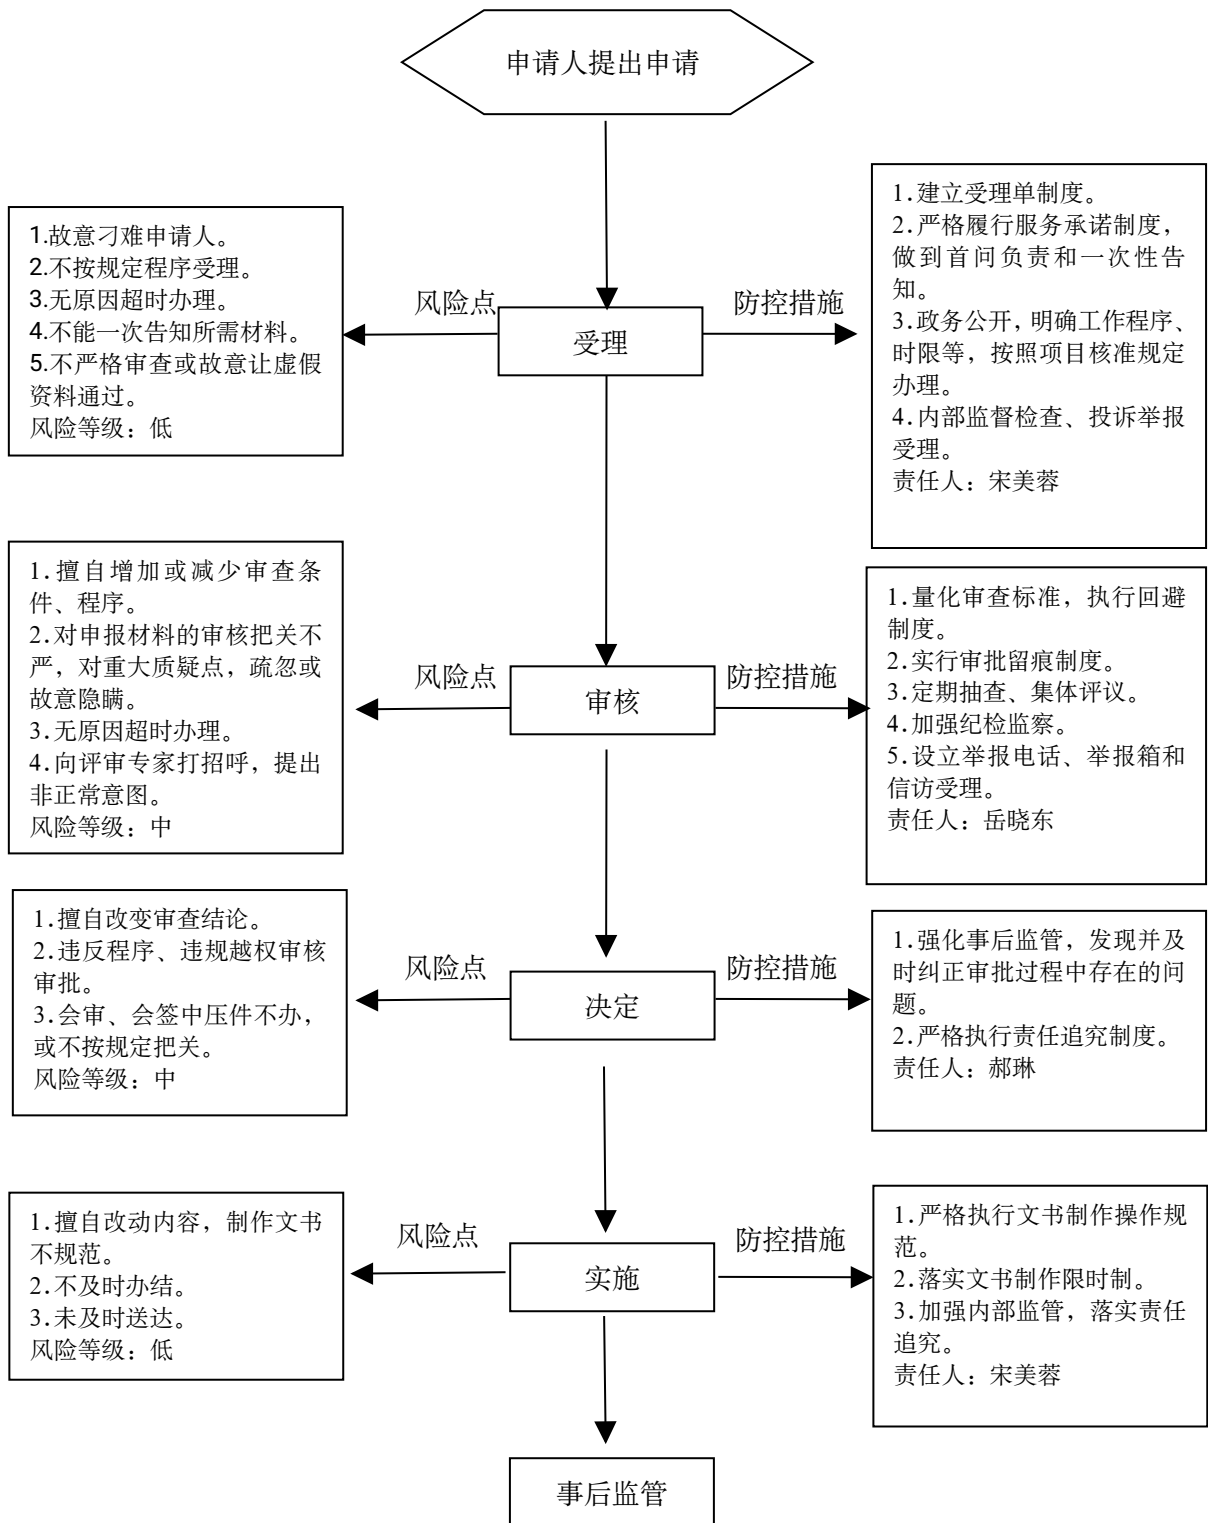 申请人提出申请
1.故意刁难申请人。
2.不按规定程序受理。
3.无原因超时办理。
4.不能一次告知所需材料。
5.不严格审查或故意让虚假
资料通过。
风险等级：低
风险点
受理
防控措施
1.建立受理单制度。
2.严格履行服务承诺制度，
做到首问负责和一次性告
知。
3.政务公开，明确工作程序、
时限等，按照项目核准规定
办理。
4.内部监督检查、投诉举报
受理。
责任人：宋美蓉
1.擅自增加或减少审查条
件、程序。
2.对申报材料的审核把关不
严，对重大质疑点，疏忽或
故意隐瞒。
3.无原因超时办理。
4.向评审专家打招呼，提出
非正常意图。
风险等级：中
风险点
审核
防控措施
1.量化审查标准，执行回避
制度。
2.实行审批留痕制度。
3.定期抽查、集体评议。
4.加强纪检监察。
5.设立举报电话、举报箱和
信访受理。
责任人：岳晓东
1.擅自改变审查结论。
2.违反程序、违规越权审核
审批。
3.会审、会签中压件不办，
或不按规定把关。
风险等级：中
风险点
决定
防控措施
1.强化事后监管，发现并及
时纠正审批过程中存在的问
题。
2.严格执行责任追究制度。
责任人：郝琳
1.擅自改动内容，制作文书
不规范。
2.不及时办结。
3.未及时送达。
风险等级：低
风险点
实施
防控措施
1.严格执行文书制作操作规
范。
2.落实文书制作限时制。
3.加强内部监管，落实责任
追究。
责任人：宋美蓉
事后监管